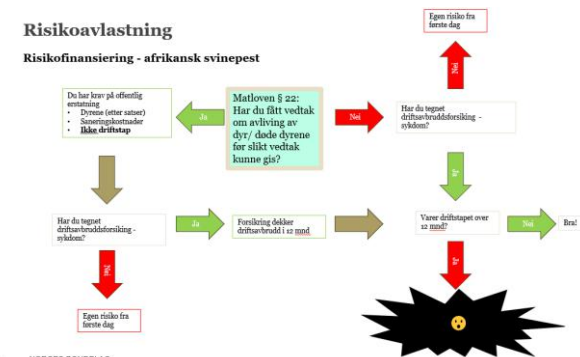 Risikoavlastning
Risikofinansiering - afrikansk svinepest
Egen risiko fra
første dag
Nei
Du har krav på offentlig
erstatning
• Dyrene (etter satser)
• Saneringskostnader
• Ikke driftstap
Ja
Matloven § 22:
Har du fått vedtak
om avliving av
dyr/ døde dyrene
før slikt vedtak
kunne gis?
Nei
Har du tegnet
driftsavbruddsforsiking -
sykdom?
Ja
Har du tegnet
driftsavbruddsforsiking -
sykdom?
Ja
Forsikring dekker
driftsavbrudd i 12 mnd
Varer driftstapet over
12 mnd?
Nei
Bra!
Nei
Ja
Egen risiko fra
første dag